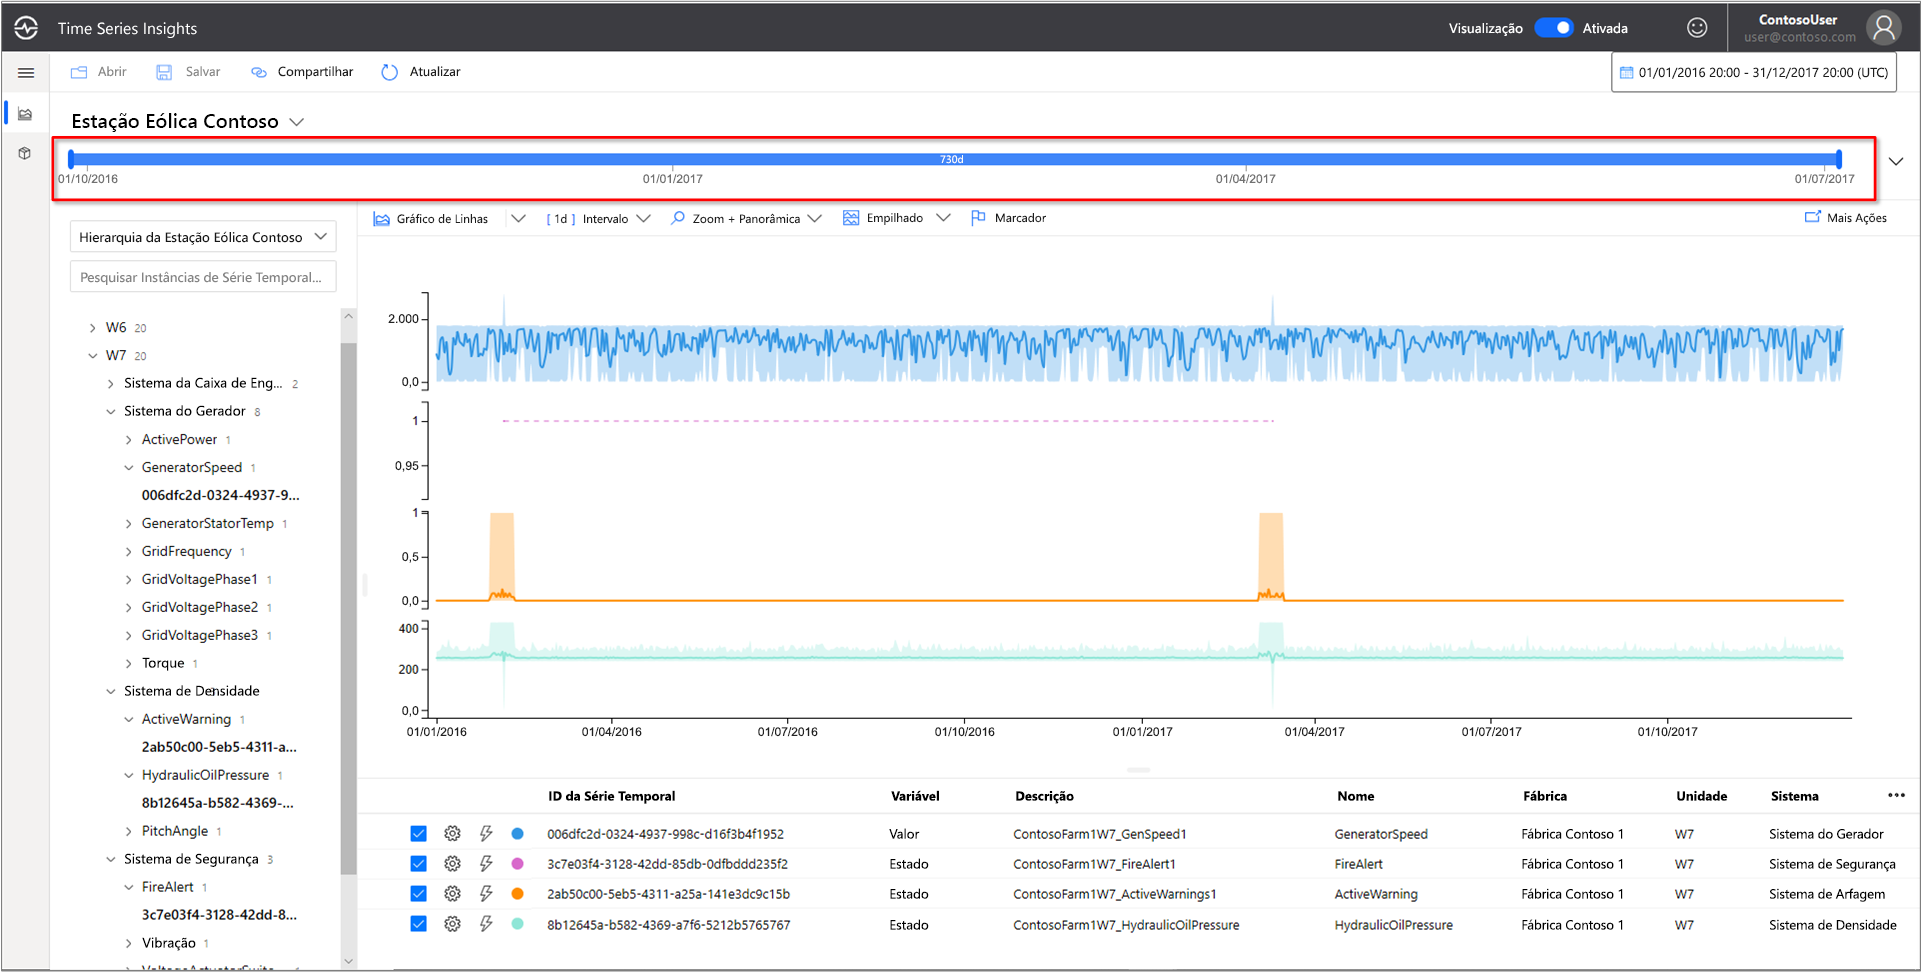 Time Series Insights
Visualização Ativada
ContosoUser
user@contoso.com
Abrir Salvar Compartilhar Atualizar
01/01/2016 20:00 - 31/12/2017 20:00 (UTC)
Estação Eólica Contoso
730d
01/10/2016 01/01/2017 01/04/2017 01/07/2017
Gráfico de Linhas [ 1d ] Intervalo Zoom + Panorâmica Empilhado Marcador Mais Ações
Hierarquia da Estação Eólica Contoso
Pesquisar Instâncias de Série Temporal...
W6 20
W7 20
Sistema da Caixa de Eng... 2
Sistema do Gerador 8
ActivePower 1
GeneratorSpeed 1
006dfc2d-0324-4937-9...
GeneratorStatorTemp 1
GridFrequency 1
GridVoltagePhase1 1
GridVoltagePhase2 1
GridVoltagePhase3 1
Torque 1
Sistema de Densidade
ActiveWarning 1
2ab50c00-5eb5-4311-a...
HydraulicOilPressure 1
8b12645a-b582-4369-...
PitchAngle 1
Sistema de Segurança 3
FireAlert 1
3c7e03f4-3128-42dd-8...
Vibração 1
2.000
0,0
1
0,95
1
0,5
0,0
400
200
0,0
01/01/2016 01/04/2016 01/07/2016 01/10/2016 01/01/2017 01/04/2017 01/07/2017 01/10/2017
ID da Série Temporal Variável Descrição Nome Fábrica Unidade Sistema
006dfc2d-0324-4937-998c-d16f3b4f1952 Valor ContosoFarm1W7_GenSpeed1 GeneratorSpeed Fábrica Contoso 1 W7 Sistema do Gerador
3c7e03f4-3128-42dd-85db-0dfbddd235f2 Estado ContosoFarm1W7_FireAlert1 FireAlert Fábrica Contoso 1 W7 Sistema de Segurança
2ab50c00-5eb5-4311-a25a-141e3dc9c15b Estado ContosoFarm1W7_ActiveWarnings1 ActiveWarning Fábrica Contoso 1 W7 Sistema de Arfagem
8b12645a-b582-4369-a7f6-5212b5765767 Estado ContosoFarm1W7_HydraulicOilPressure HydraulicOilPressure Fábrica Contoso 1 W7 Sistema de Densidade